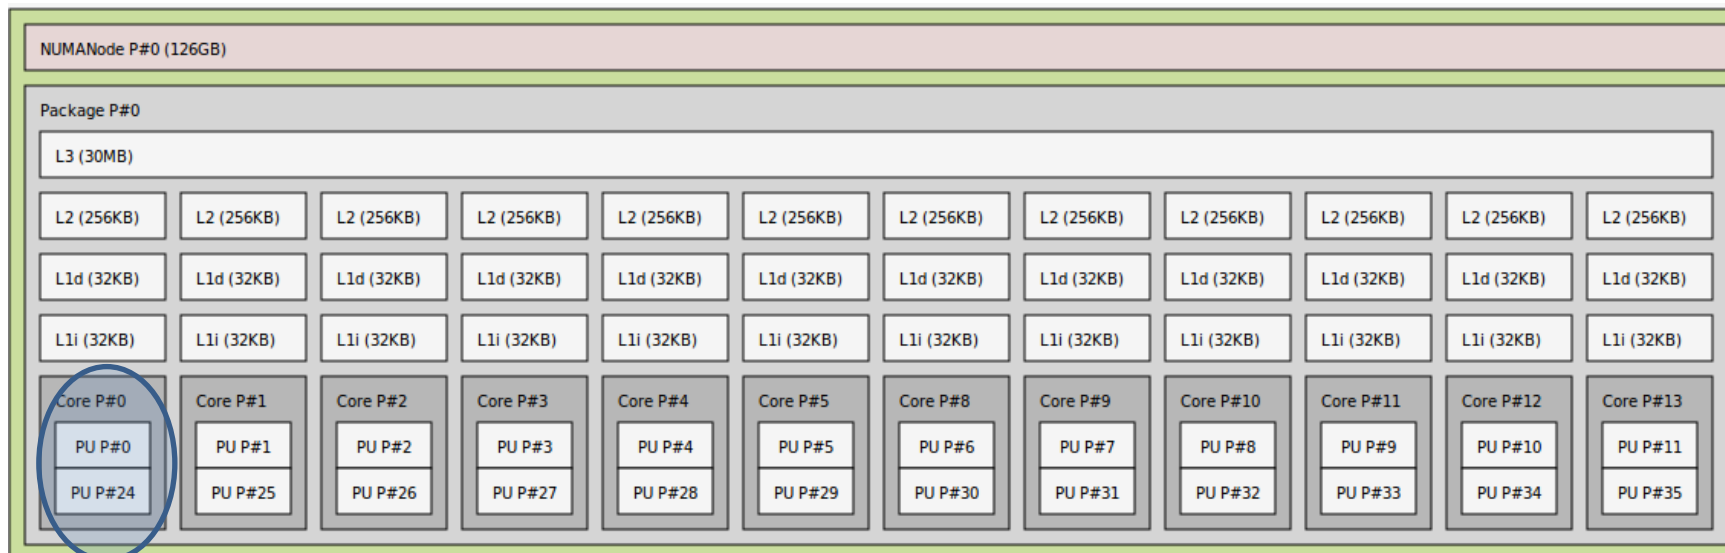 NUMANode P#0 (126GB)
Package P#0
L3 (30MB)
L2 (256KB) L2 (256KB) L2 (256KB) L2 (256KB) L2 (256KB) L2 (256KB) L2 (256KB) L2 (256KB) L2 (256KB) L2 (256KB) L2 (256KB) L2 (256KB)
L1d (32KB) L1d (32KB) L1d (32KB) L1d (32KB) L1d (32KB) L1d (32KB) L1d (32KB) L1d (32KB) L1d (32KB) L1d (32KB) L1d (32KB) L1d (32KB)
L1i (32KB) L1i (32KB) L1i (32KB) L1i (32KB) L1i (32KB) L1i (32KB) L1i (32KB) L1i (32KB) L1i (32KB) L1i (32KB) L1i (32KB) L1i (32KB)
Core P#0 Core P#1 Core P#2 Core P#3 Core P#4 Core P#5 Core P#8 Core P#9 Core P#10 Core P#11 Core P#12 Core P#13
PU P#0 PU P#1 PU P#2 PU P#3 PU P#4 PU P#5 PU P#6 PU P#7 PU P#8 PU P#9 PU P#10 PU P#11
PU P#24 PU P#25 PU P#26 PU P#27 PU P#28 PU P#29 PU P#30 PU P#31 PU P#32 PU P#33 PU P#34 PU P#35